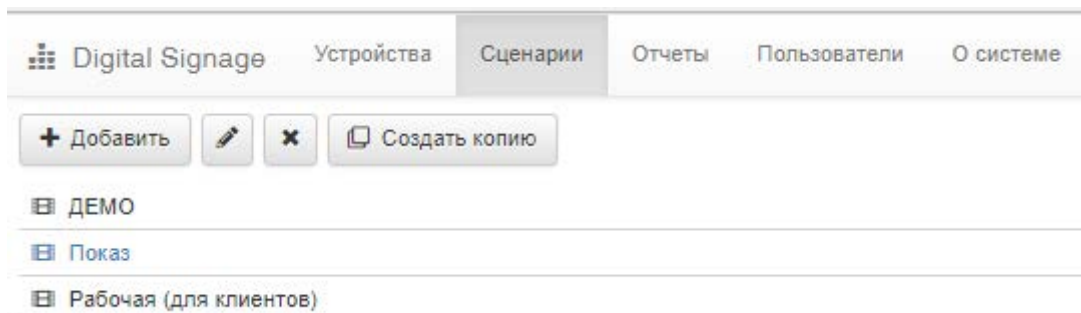 Digital Signage Устройства Сценарии Отчеты Пользователи О системе
Добавить Создать копию
ДЕМО
Показ
Рабочая (для клиентов)